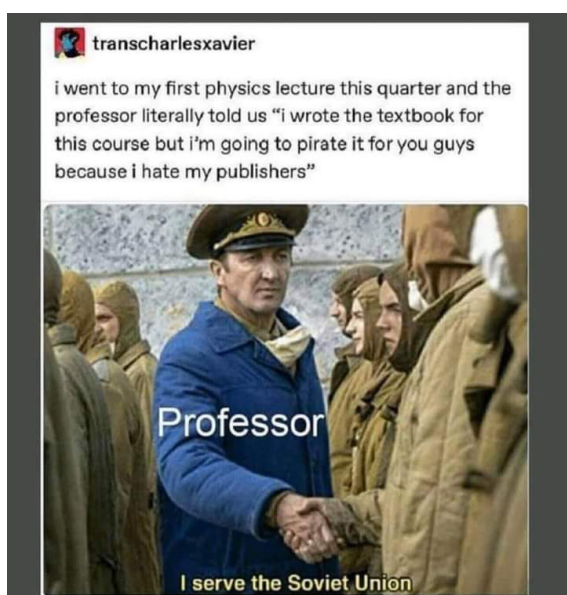 transcharlesxavier
i went to my first physics lecture this quarter and the
professor literally told us “i wrote the textbook for
this course but i'm going to pirate it for you guys
because i hate my publishers”
Professor
I serve the Soviet Union